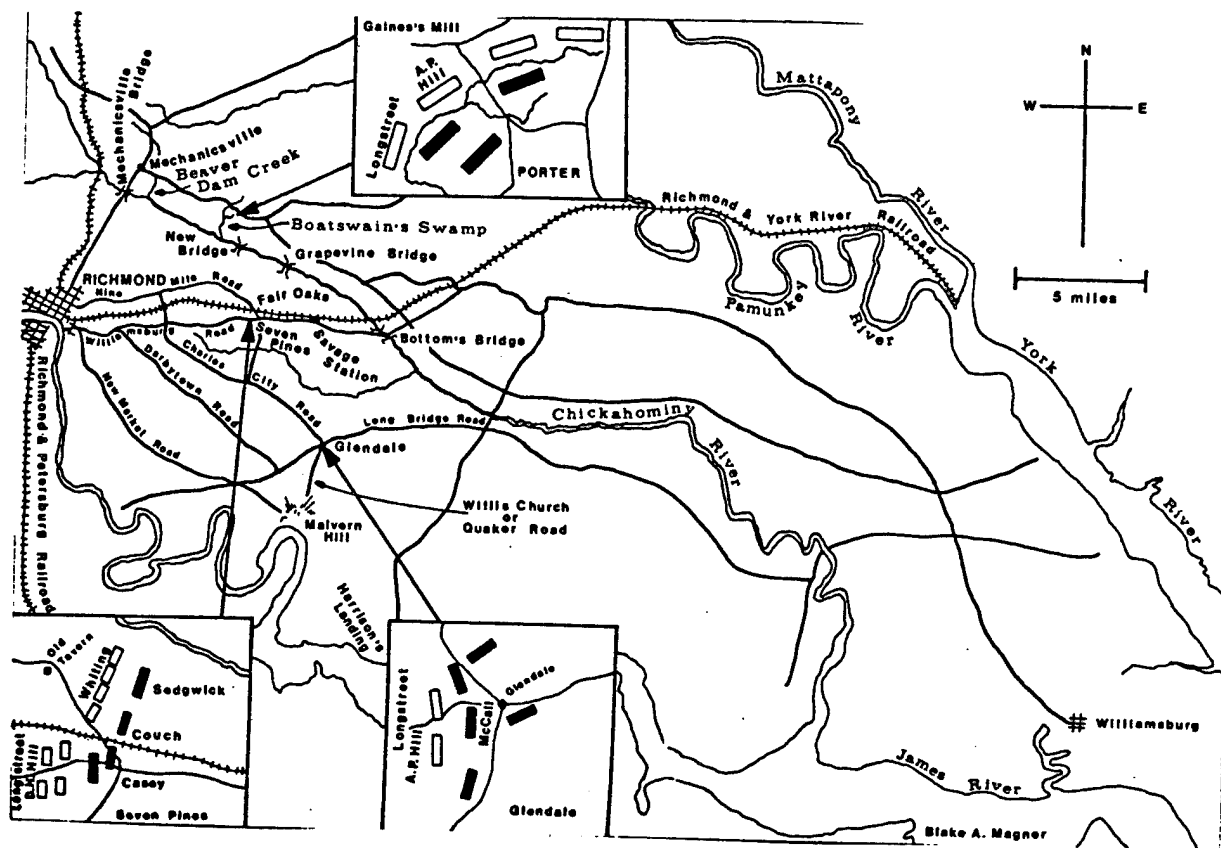 Gaines's Mill
A.P. Hill
Longstreet
PORTER
Mattapony
River
N
W
E
S
5 miles
Mechanicsville
Bridge
Mechanicsville
Beaver
Dam Creek
Boatswain's Swamp
New
Bridge
Grapevine Bridge
Richmond & York River Railroad
Pamunkey
River
York
River
RICHMOND
Nine Mile Road
Fair Oaks
Williamsburg Road
Seven
Pines
Savage
Station
Bottom's Bridge
Charles City Road
Darbytown Road
New Market Road
Long Bridge Road
Chickahominy
River
Glendale
Willis Church
or
Quaker Road
Malvern
Hill
Richmond & Petersburg Railroad
Harrison's
Landing
Old
Tavern
Whiting
Sedgwick
Couch
Longstreet
D.H. Hill
Casey
Seven Pines
Longstreet
A.P. Hill
McCall
Glendale
Glendale
Williamsburg
James
River
Blake A. Magner